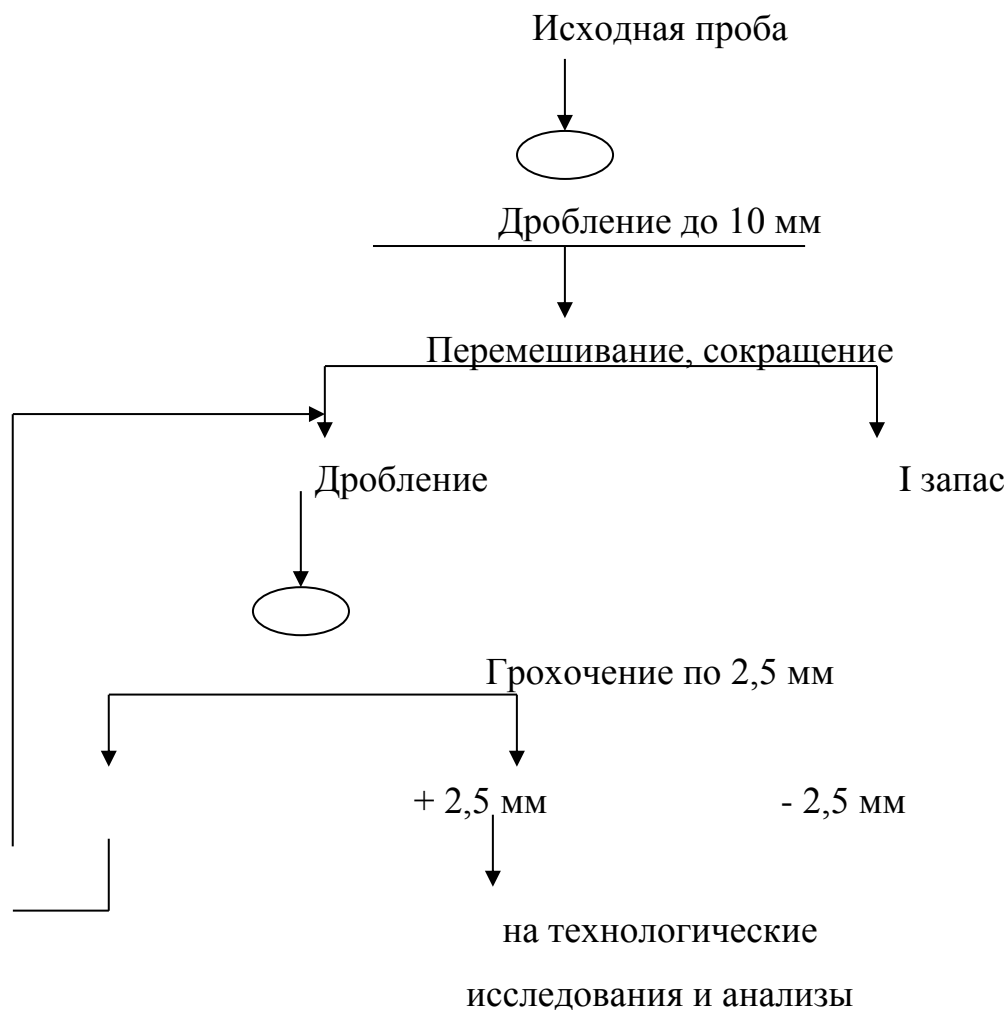 Исходная проба
Дробление до 10 мм
Перемешивание, сокращение
Дробление
I запас
Грохочение по 2,5 мм
+ 2,5 мм
- 2,5 мм
на технологические
исследования и анализы